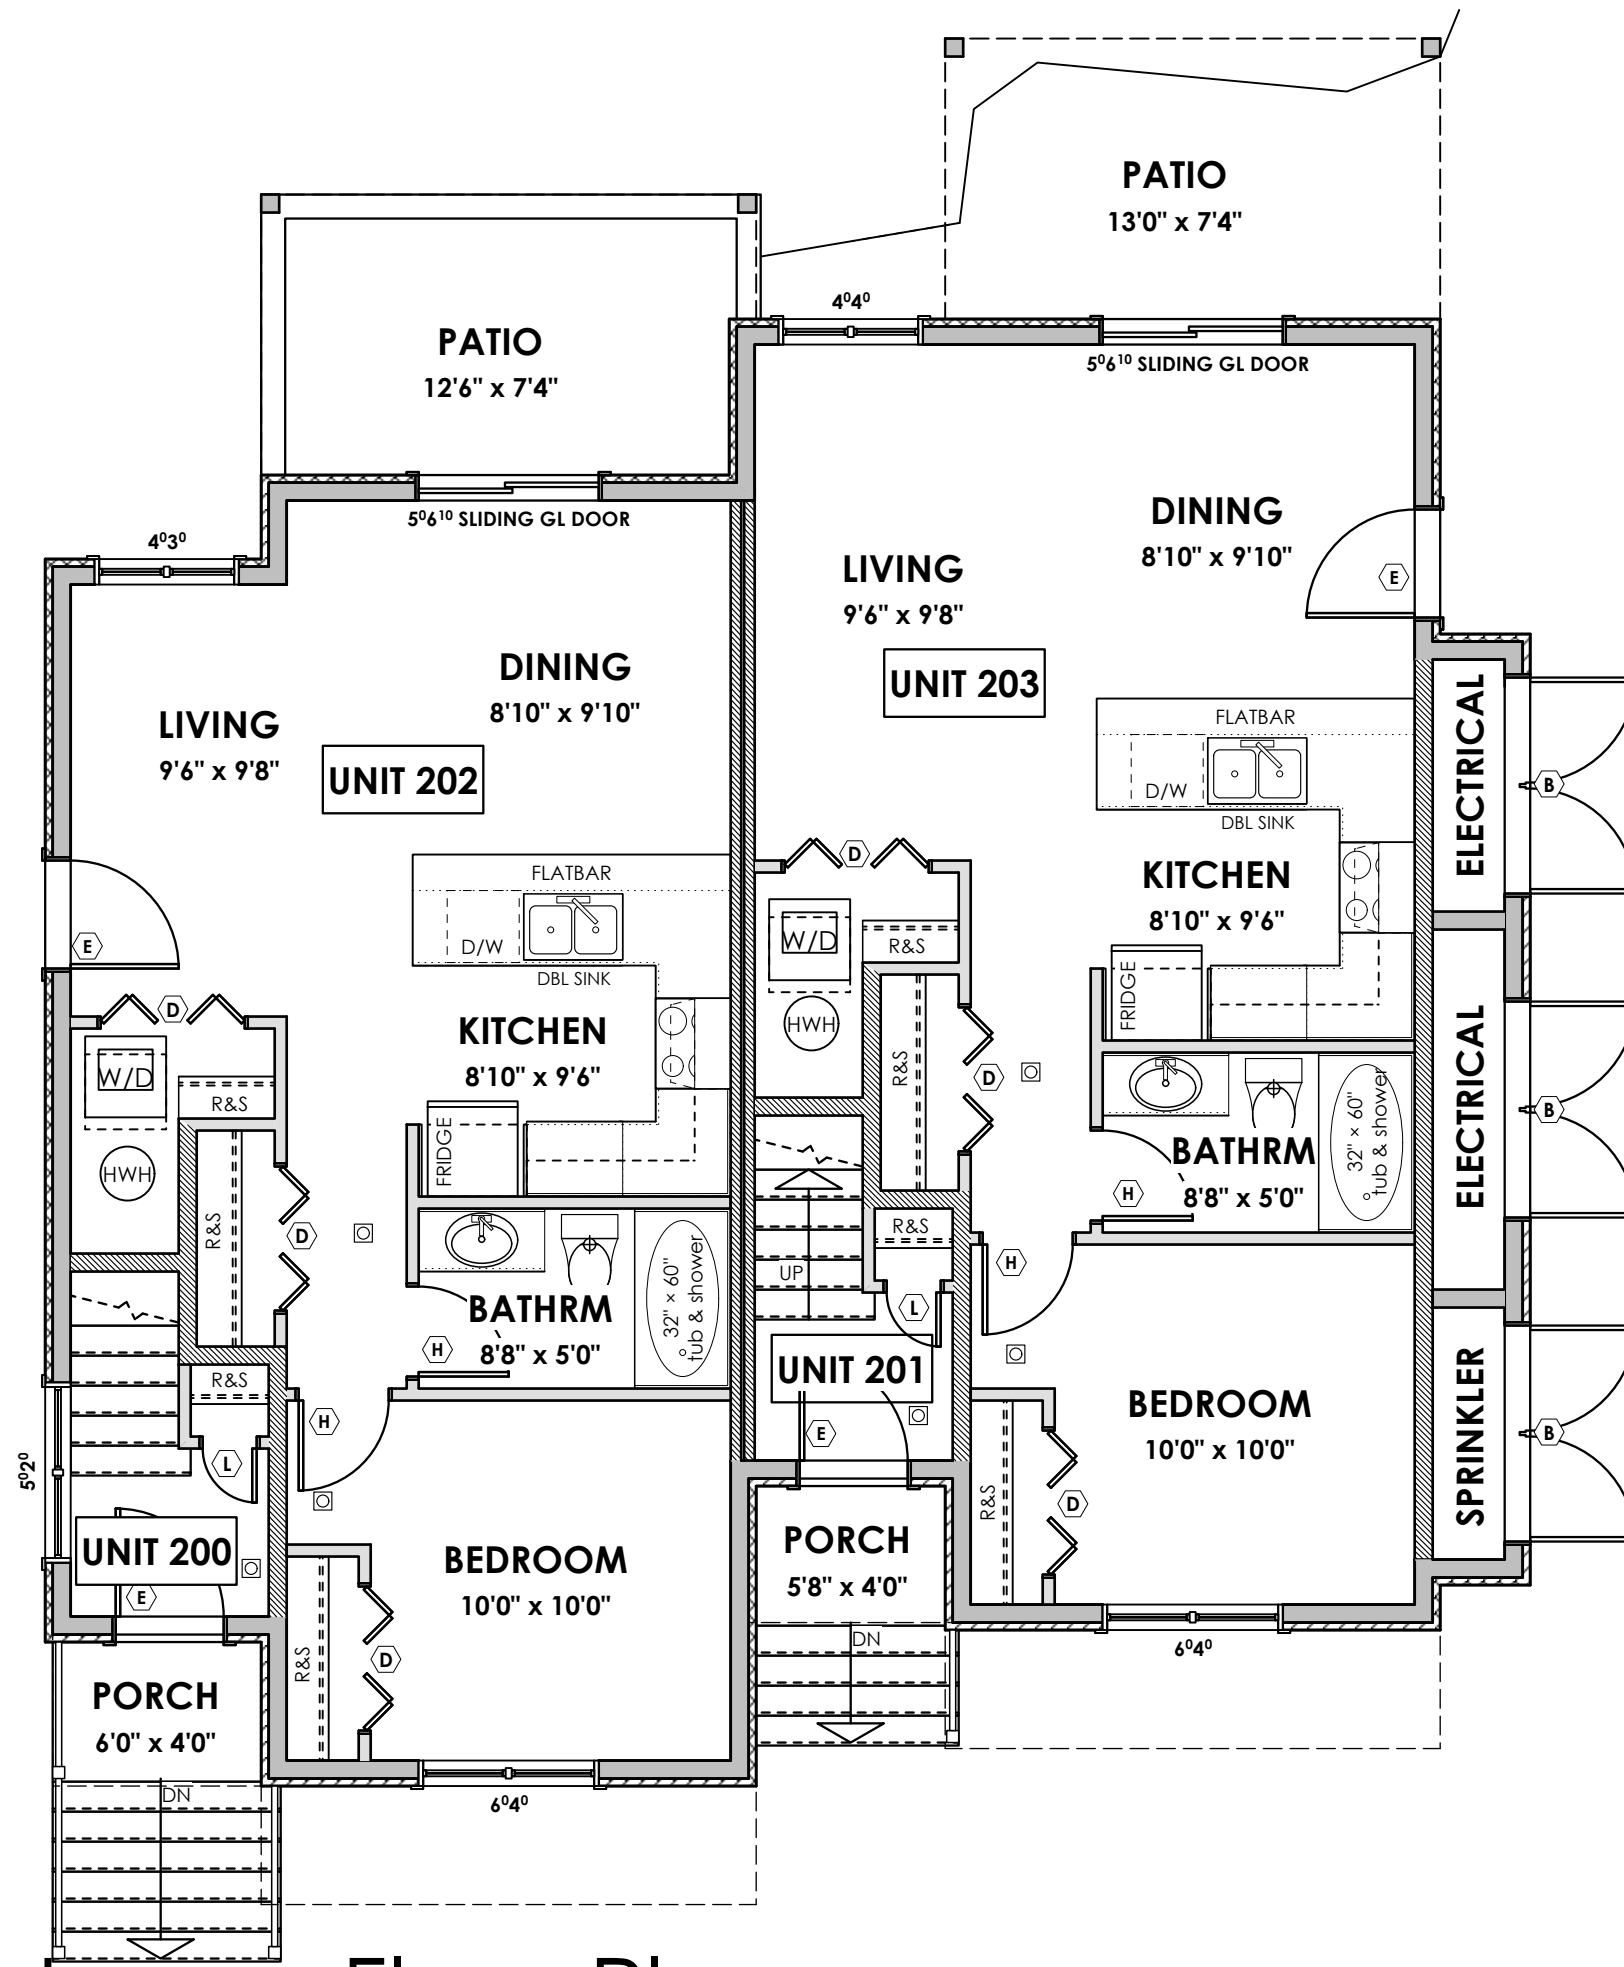 PATIO
13'0" x 7'4"
4⁰4⁰
5⁰6¹⁰ SLIDING GL DOOR
PATIO
12'6" x 7'4"
5⁰6¹⁰ SLIDING GL DOOR
4⁰3⁰
DINING
8'10" x 9'10"
E
LIVING
9'6" x 9'8"
UNIT 203
FLATBAR
D/W
DBL SINK
KITCHEN
8'10" x 9'6"
D
W/D
R&S
HWH
FRIDGE
R&S
D
BATHRM
8'8" x 5'0"
32" × 60"
tub & shower
H
R&S
UP
H
L
UNIT 201
E
BEDROOM
10'0" x 10'0"
R&S
D
PORCH
5'8" x 4'0"
DN
6⁰4⁰
ELECTRICAL
B
ELECTRICAL
B
SPRINKLER
B
DINING
8'10" x 9'10"
LIVING
9'6" x 9'8"
UNIT 202
FLATBAR
D/W
DBL SINK
E
KITCHEN
8'10" x 9'6"
D
W/D
R&S
HWH
FRIDGE
R&S
D
BATHRM
8'8" x 5'0"
32" × 60"
tub & shower
H
R&S
H
L
5⁰2⁰
UNIT 200
E
BEDROOM
10'0" x 10'0"
R&S
D
PORCH
6'0" x 4'0"
DN
6⁰4⁰